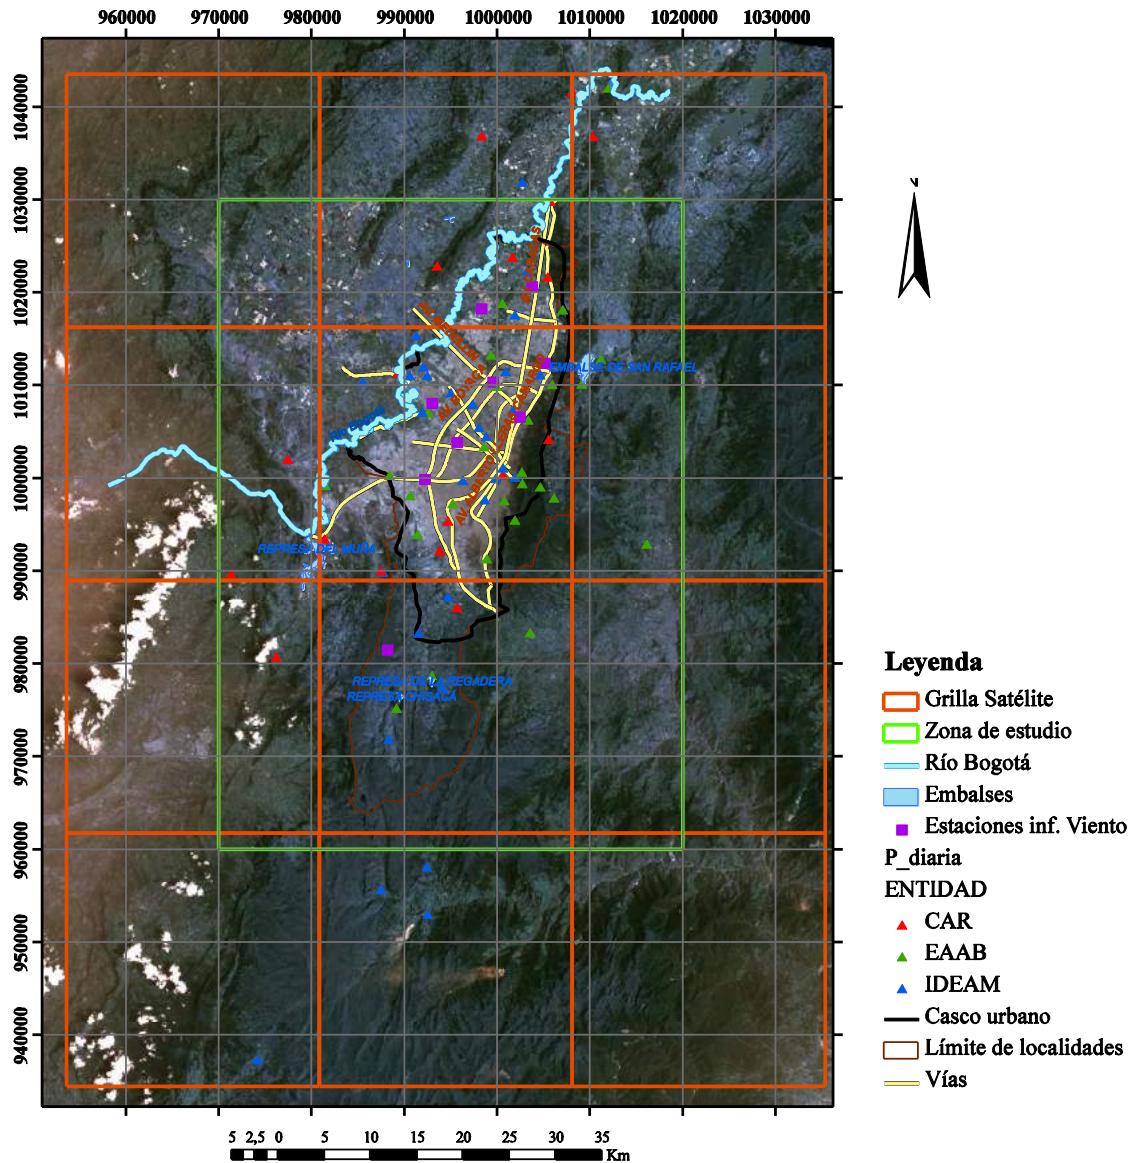 960000 970000 980000 990000 1000000 1010000 1020000 1030000
1040000
1030000
1020000
1010000
1000000
990000
980000
970000
960000
950000
940000
EMBALSE DE SAN RAFAEL
AV. BOYACA
REPRESA DEL MUÑA
REPRESA DE LA REGADERA
REPRESA CHISACÁ
N
Leyenda
Grilla Satélite
Zona de estudio
Río Bogotá
Embalses
Estaciones inf. Viento
P_diaria
ENTIDAD
CAR
EAAB
IDEAM
Casco urbano
Límite de localidades
Vías
5 2,5 0 5 10 15 20 25 30 35
Km